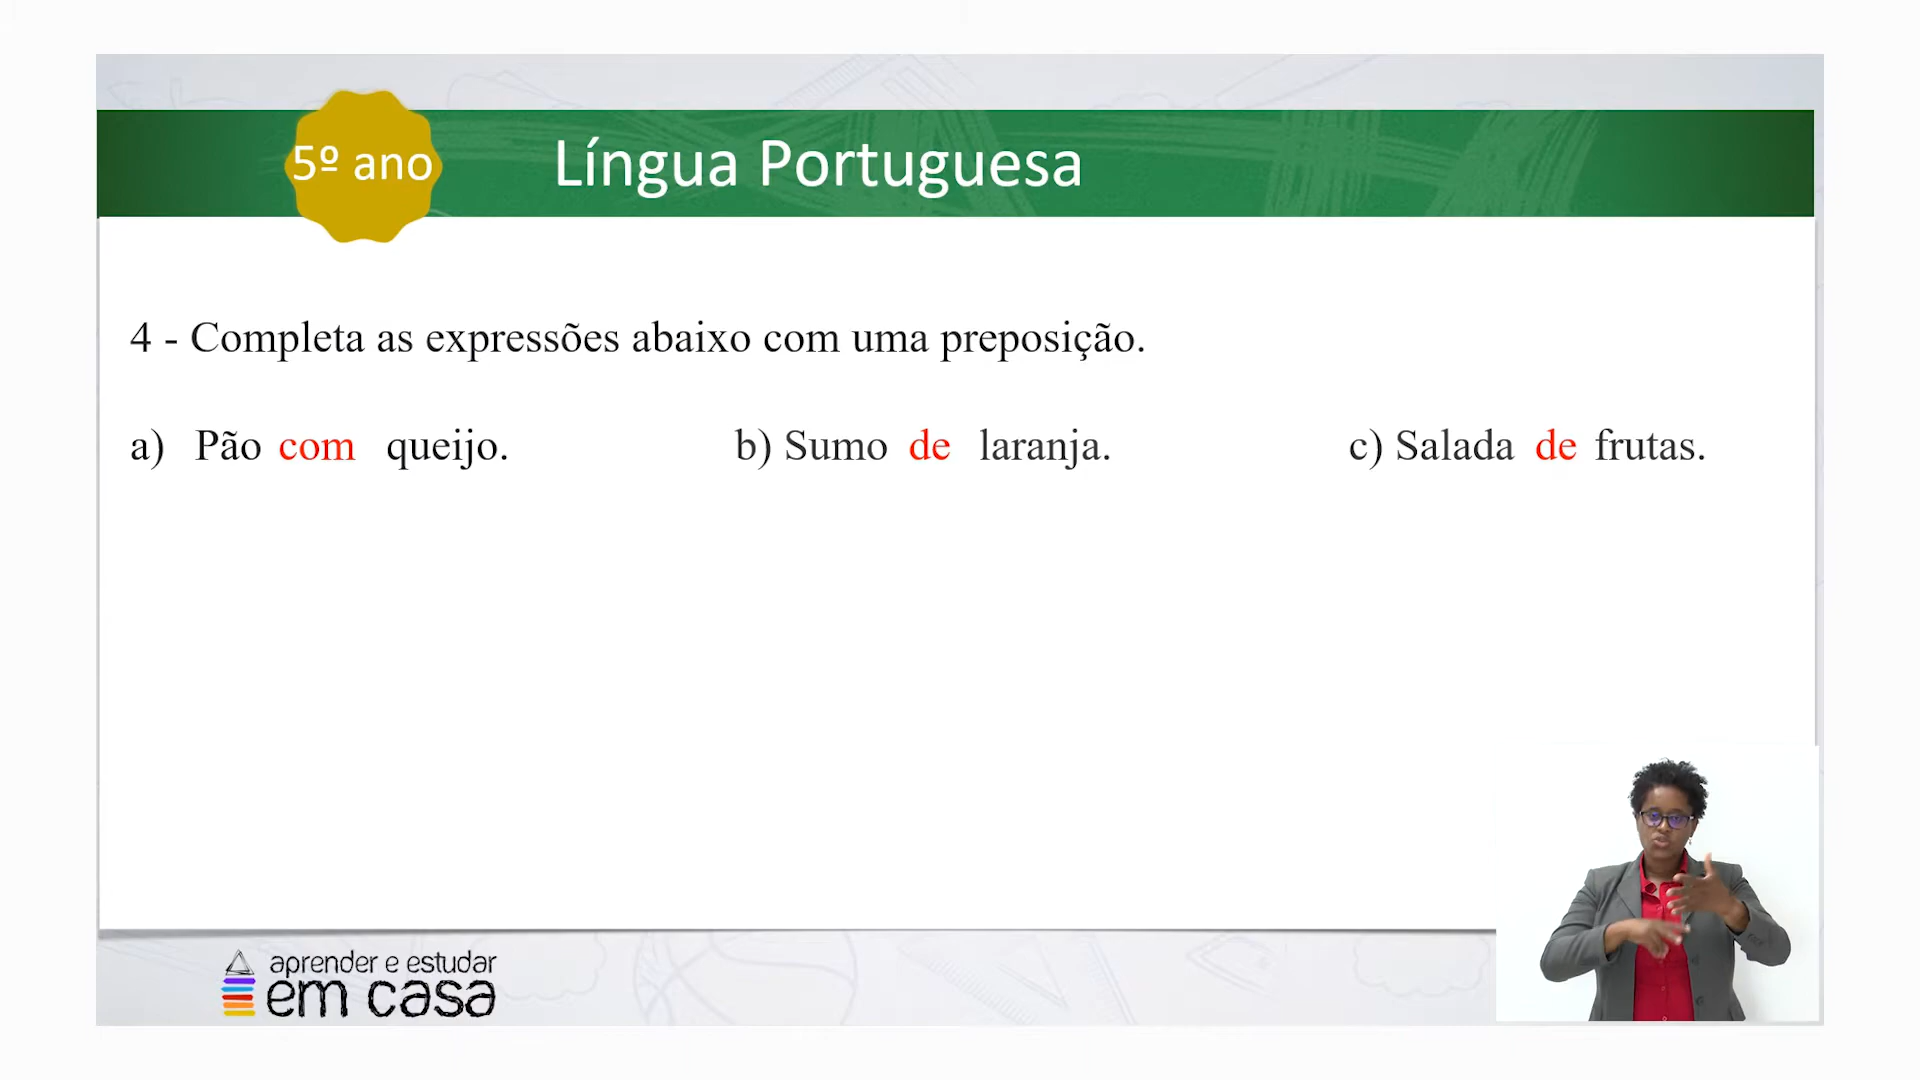 5º ano
Língua Portuguesa
4 - Completa as expressões abaixo com uma preposição.
a) Pão com queijo. b) Sumo de laranja. c) Salada de frutas.
aprender e estudar
em casa